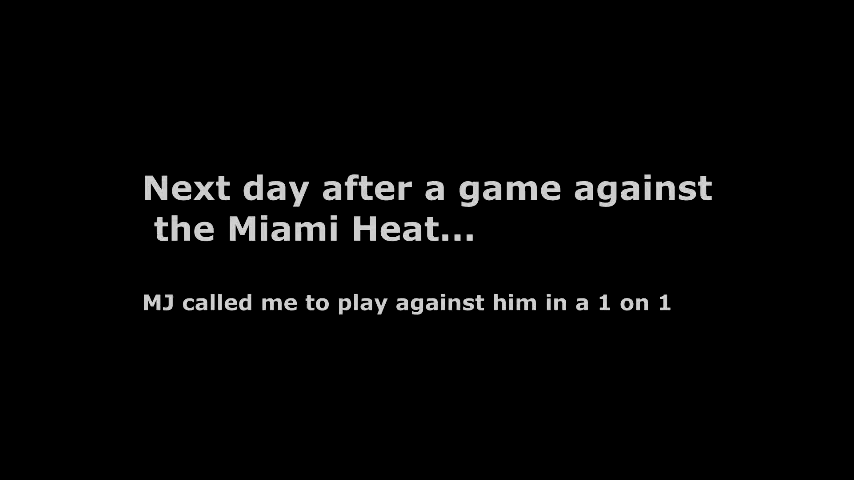 Next day after a game against
the Miami Heat...
MJ called me to play against him in a 1 on 1